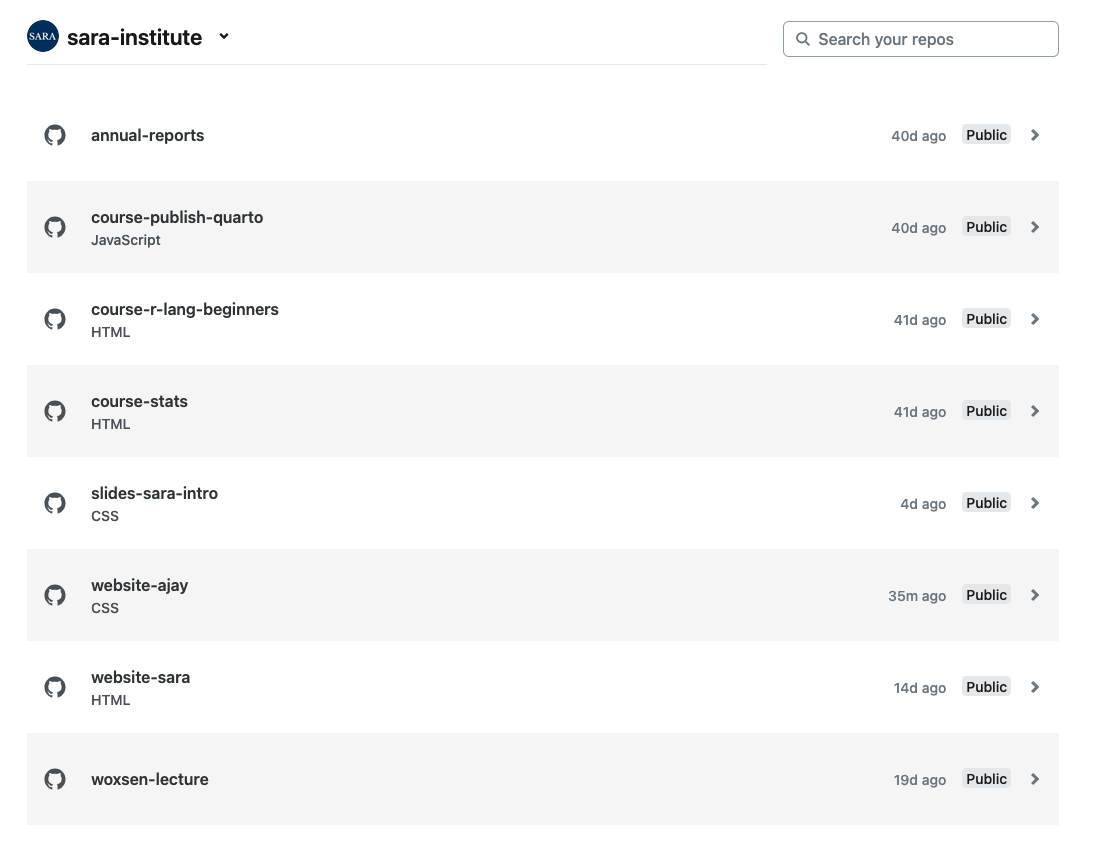 SARA sara-institute
Search your repos
annual-reports 40d ago Public
course-publish-quarto
JavaScript 40d ago Public
course-r-lang-beginners
HTML 41d ago Public
course-stats
HTML 41d ago Public
slides-sara-intro
CSS 4d ago Public
website-ajay
CSS 35m ago Public
website-sara
HTML 14d ago Public
woxsen-lecture 19d ago Public